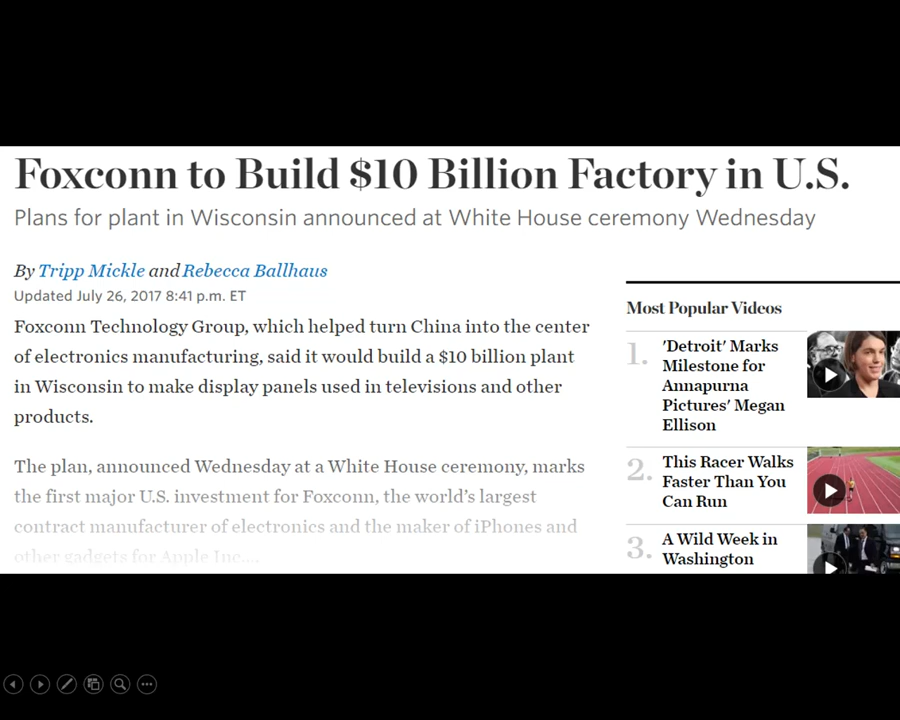 Foxconn to Build $10 Billion Factory in U.S.
Plans for plant in Wisconsin announced at White House ceremony Wednesday
By Tripp Mickle and Rebecca Ballhaus
Updated July 26, 2017 8:41 p.m. ET
Foxconn Technology Group, which helped turn China into the center
of electronics manufacturing, said it would build a $10 billion plant
in Wisconsin to make display panels used in televisions and other
products.
The plan, announced Wednesday at a White House ceremony, marks
the first major U.S. investment for Foxconn, the world's largest
contract manufacturer of electronics and the maker of iPhones and
other gadgets for Apple Inc....
Most Popular Videos
1.
'Detroit' Marks
Milestone for
Annapurna
Pictures' Megan
Ellison
2.
This Racer Walks
Faster Than You
Can Run
3.
A Wild Week in
Washington